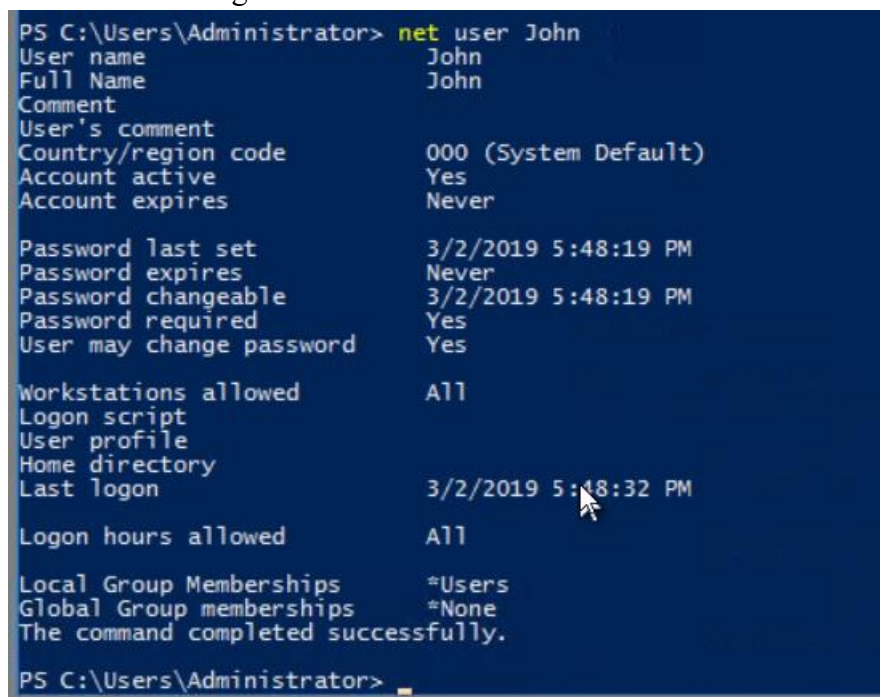 PS C:\Users\Administrator> net user John
User name John
Full Name John
Comment
User's comment
Country/region code 000 (System Default)
Account active Yes
Account expires Never
Password last set 3/2/2019 5:48:19 PM
Password expires Never
Password changeable 3/2/2019 5:48:19 PM
Password required Yes
User may change password Yes
Workstations allowed All
Logon script
User profile
Home directory
Last logon 3/2/2019 5:48:32 PM
Logon hours allowed All
Local Group Memberships *Users
Global Group memberships *None
The command completed successfully.
PS C:\Users\Administrator>